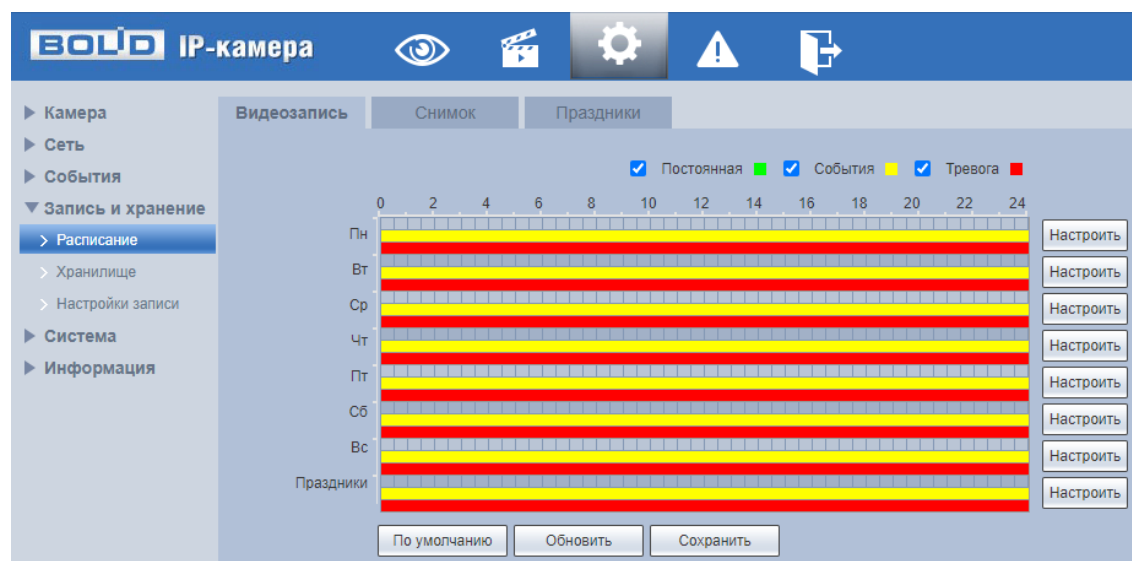 BOLID IP-камера
Камера
Сеть
События
Запись и хранение
Расписание
Хранилище
Настройки записи
Система
Информация
Видеозапись Снимок Праздники
Постоянная События Тревога
0 2 4 6 8 10 12 14 16 18 20 22 24
Пн Настроить
Вт Настроить
Ср Настроить
Чт Настроить
Пт Настроить
Сб Настроить
Вс Настроить
Праздники Настроить
По умолчанию Обновить Сохранить